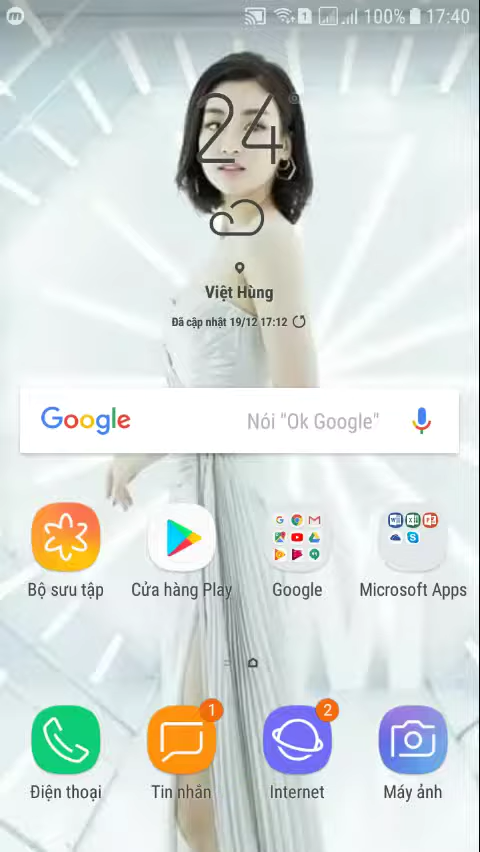 1
100%
17:40
24
Việt Hùng
Đã cập nhật 19/12 17:12
Google
Nói "Ok Google"
Bộ sưu tập
Cửa hàng Play
Google
Microsoft Apps
1
2
Điện thoại
Tin nhắn
Internet
Máy ảnh